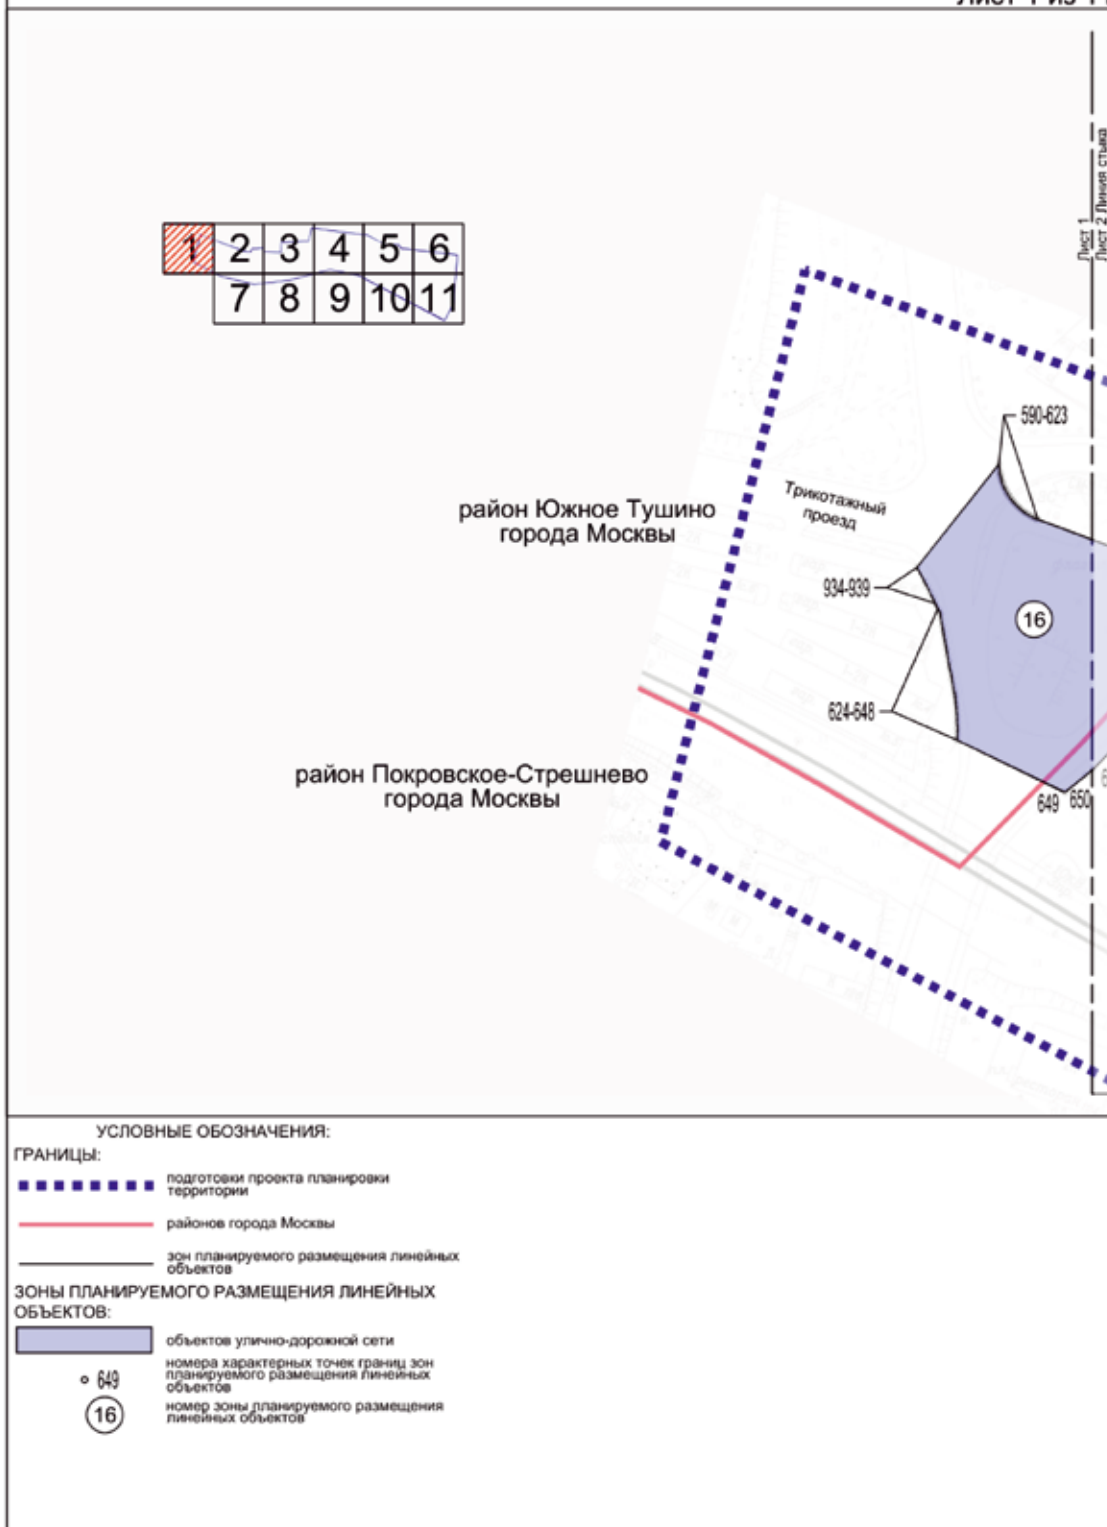 1 2 3 4 5 6
7 8 9 10 11
Лист 1
Лист 2 Линия стыка
590-623
район Южное Тушино
города Москвы
Трикотажный
проезд
934-939
16
624-648
район Покровское-Стрешнево
города Москвы
649 650
УСЛОВНЫЕ ОБОЗНАЧЕНИЯ:
ГРАНИЦЫ:
подготовки проекта планировки
территории
районов города Москвы
зон планируемого размещения линейных
объектов
ЗОНЫ ПЛАНИРУЕМОГО РАЗМЕЩЕНИЯ ЛИНЕЙНЫХ
ОБЪЕКТОВ:
объектов улично-дорожной сети
номера характерных точек границ зон
649 планируемого размещения линейных
объектов
16 номер зоны планируемого размещения
линейных объектов